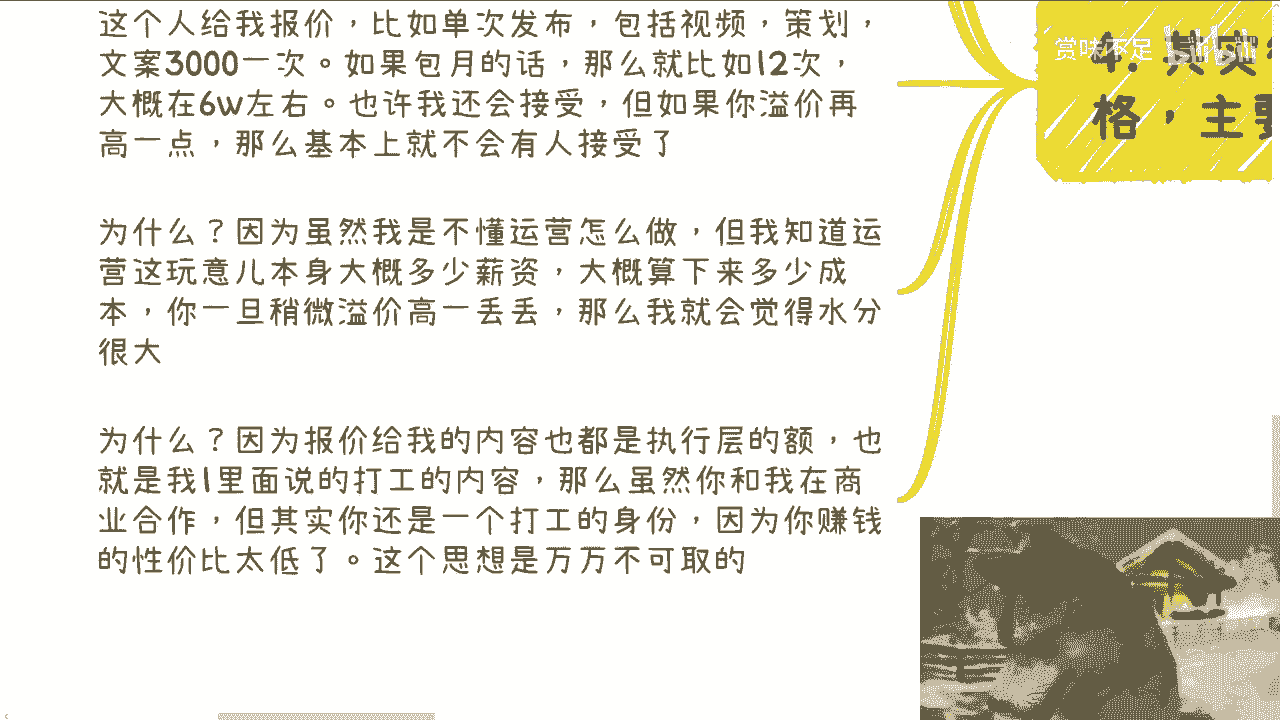 这个人给我报价，比如单次发布，包括视频，策划，
文案3000一次。如果包月的话，那么就比如12次，
大概在6w左右。也许我还会接受，但如果你溢价再
高一点，那么基本上就不会有人接受了
为什么？因为虽然我是不懂运营怎么做，但我知道运
营这玩意儿本身大概多少薪资，大概算下来多少成
本，你一旦稍微溢价高一丢丢，那么我就会觉得水分
很大
为什么？因为报价给我的内容也都是执行层的额，也
就是我1里面说的打工的内容，那么虽然你和我在商
业合作，但其实你还是一个打工的身份，因为你赚钱
的性价比太低了。这个思想是万万不可取的
赏味不足 bilibili
4. 其实
格，主要